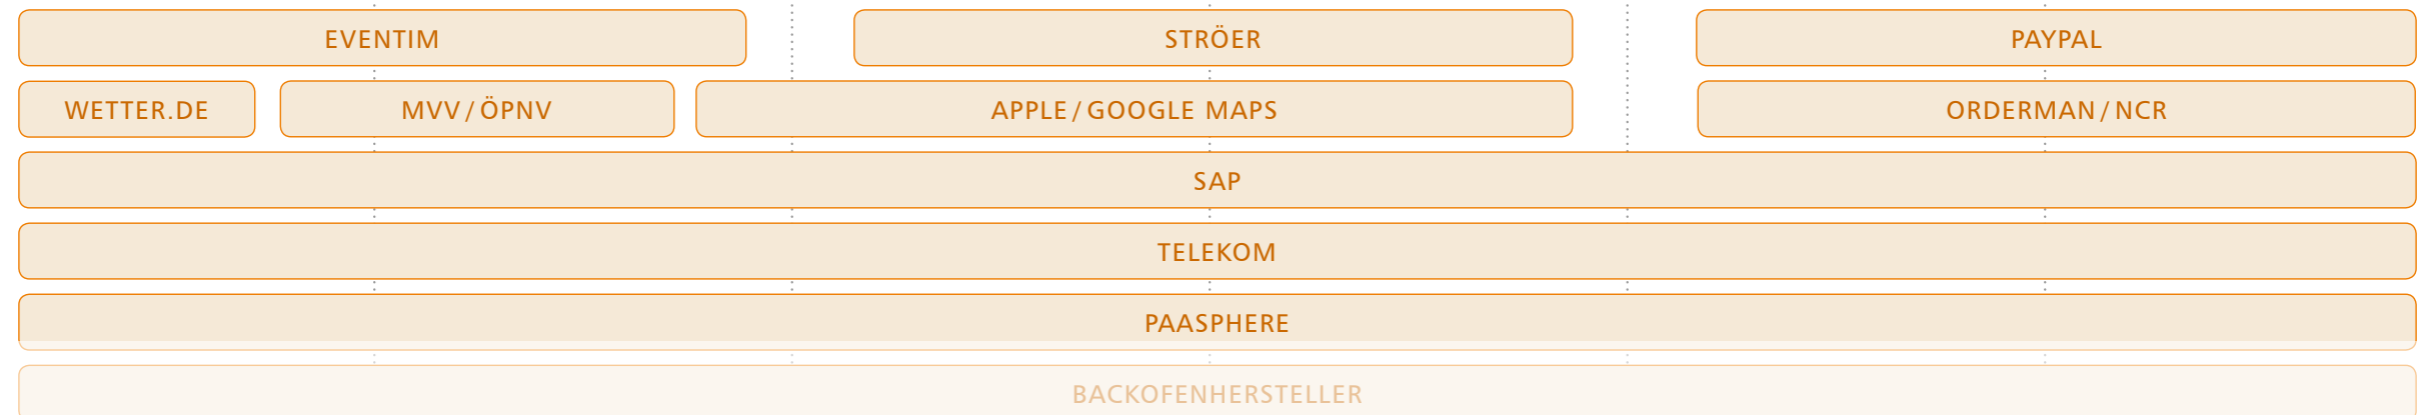 EVENTIM STRÖER PAYPAL
WETTER.DE MVV / ÖPNV APPLE / GOOGLE MAPS ORDERMAN / NCR
SAP
TELEKOM
PAASPHERE
BACKOFENHERSTELLER